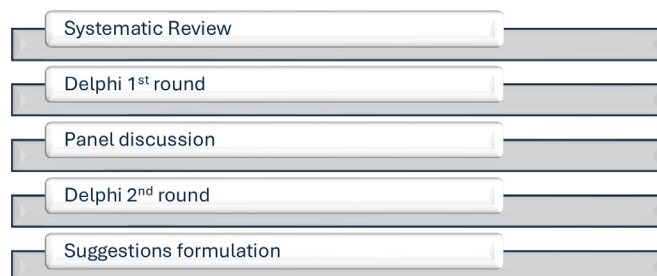 Systematic Review
Delphi 1st round
Panel discussion
Delphi 2nd round
Suggestions formulation